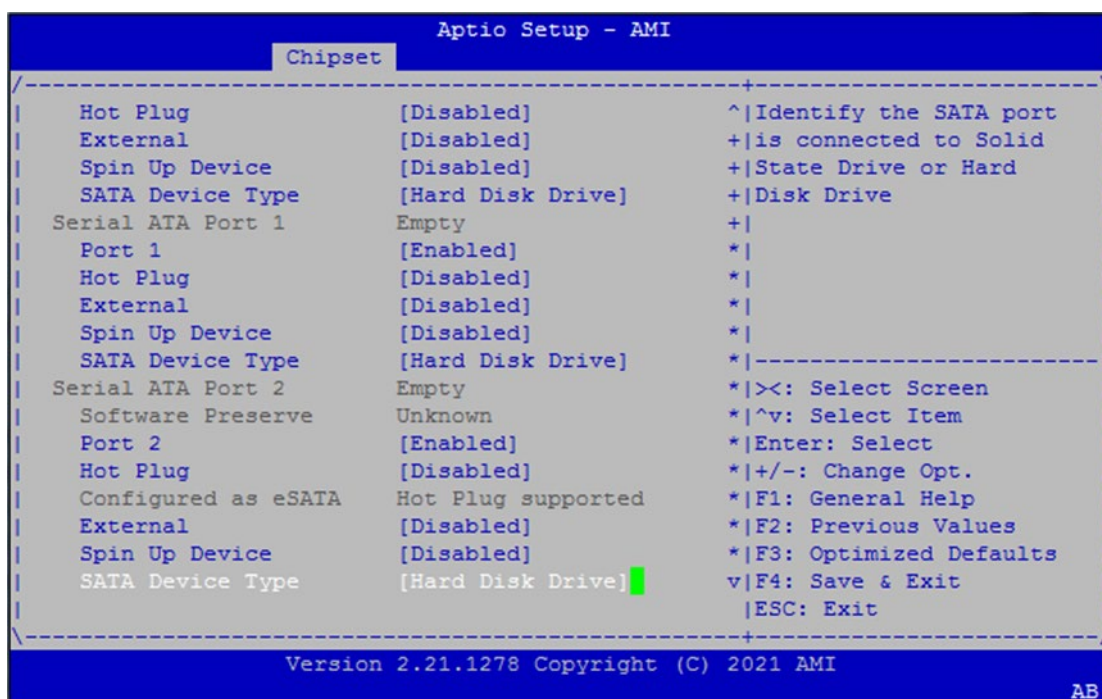 Aptio Setup - AMI
Chipset
/----------------------------------------------------+-------------------------\
| Hot Plug [Disabled] ^|Identify the SATA port
| External [Disabled] +|is connected to Solid
| Spin Up Device [Disabled] +|State Drive or Hard
| SATA Device Type [Hard Disk Drive] +|Disk Drive
| Serial ATA Port 1 Empty +|
| Port 1 [Enabled] *|
| Hot Plug [Disabled] *|
| External [Disabled] *|
| Spin Up Device [Disabled] *|
| SATA Device Type [Hard Disk Drive] *|-------------------------
| Serial ATA Port 2 Empty *|><: Select Screen
| Software Preserve Unknown *|^v: Select Item
| Port 2 [Enabled] *|Enter: Select
| Hot Plug [Disabled] *|+/-: Change Opt.
| Configured as eSATA Hot Plug supported *|F1: General Help
| External [Disabled] *|F2: Previous Values
| Spin Up Device [Disabled] *|F3: Optimized Defaults
| SATA Device Type [Hard Disk Drive] v|F4: Save & Exit
| |ESC: Exit
\----------------------------------------------------+-------------------------/
Version 2.21.1278 Copyright (C) 2021 AMI
AB